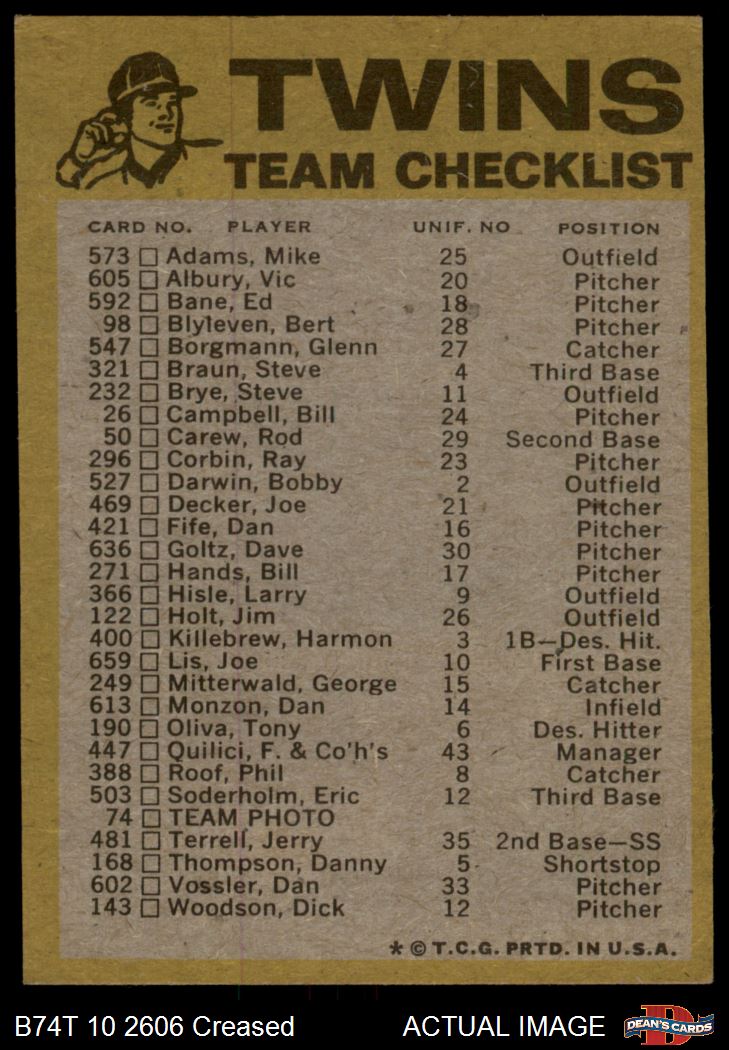 TWINS
TEAM CHECKLIST
CARD NO. PLAYER UNIF. NO POSITION
573 Adams, Mike 25 Outfield
605 Albury, Vic 20 Pitcher
592 Bane, Ed 18 Pitcher
98 Blyleven, Bert 28 Pitcher
547 Borgmann, Glenn 27 Catcher
321 Braun, Steve 4 Third Base
232 Brye, Steve 11 Outfield
26 Campbell, Bill 24 Pitcher
50 Carew, Rod 29 Second Base
296 Corbin, Ray 23 Pitcher
527 Darwin, Bobby 2 Outfield
469 Decker, Joe 21 Pitcher
421 Fife, Dan 16 Pitcher
636 Goltz, Dave 30 Pitcher
271 Hands, Bill 17 Pitcher
366 Hisle, Larry 9 Outfield
122 Holt, Jim 26 Outfield
400 Killebrew, Harmon 3 1B—Des. Hit.
659 Lis, Joe 10 First Base
249 Mitterwald, George 15 Catcher
613 Monzon, Dan 14 Infield
190 Oliva, Tony 6 Des. Hitter
447 Quilici, F. & Co'h's 43 Manager
388 Roof, Phil 8 Catcher
503 Soderholm, Eric 12 Third Base
74 TEAM PHOTO
481 Terrell, Jerry 35 2nd Base—SS
168 Thompson, Danny 5 Shortstop
602 Vossler, Dan 33 Pitcher
143 Woodson, Dick 12 Pitcher
* © T.C.G. PRTD. IN U.S.A.
B74T 10 2606 Creased ACTUAL IMAGE
DEAN'S CARDS